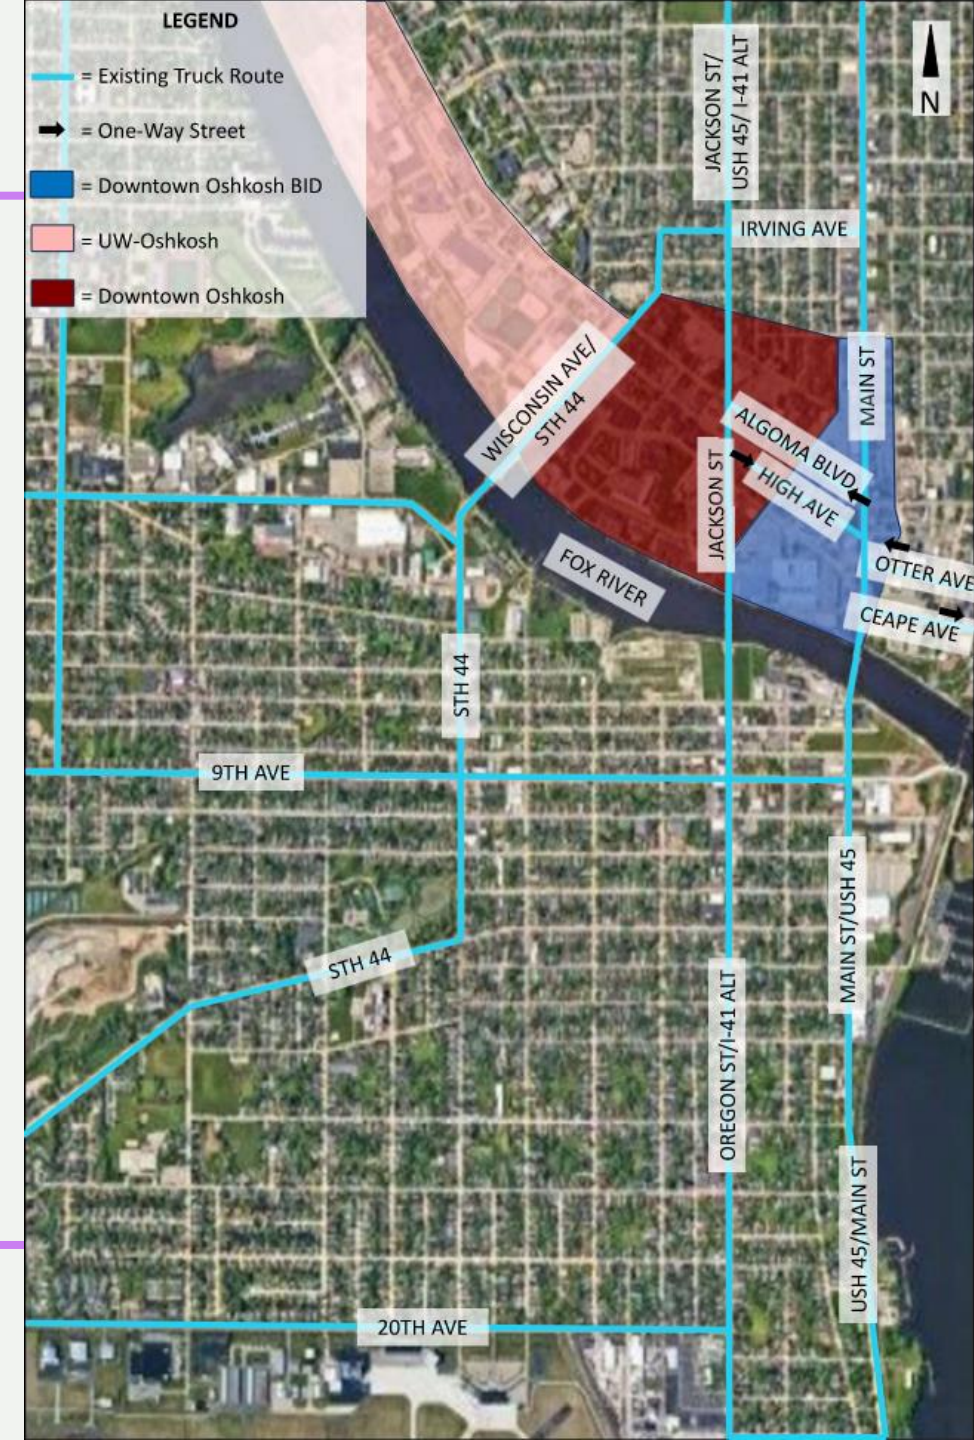 LEGEND
= Existing Truck Route
= One-Way Street
= Downtown Oshkosh BID
= UW-Oshkosh
= Downtown Oshkosh
JACKSON ST/
USH 45/ I-41 ALT
N
IRVING AVE
WISCONSIN AVE/
STH 44
MAIN ST
ALGOMA BLVD
HIGH AVE
JACKSON ST
FOX RIVER
OTTER AVE
CEAPE AVE
STH 44
9TH AVE
MAIN ST/USH 45
STH 44
OREGON ST/I-41 ALT
USH 45/MAIN ST
20TH AVE